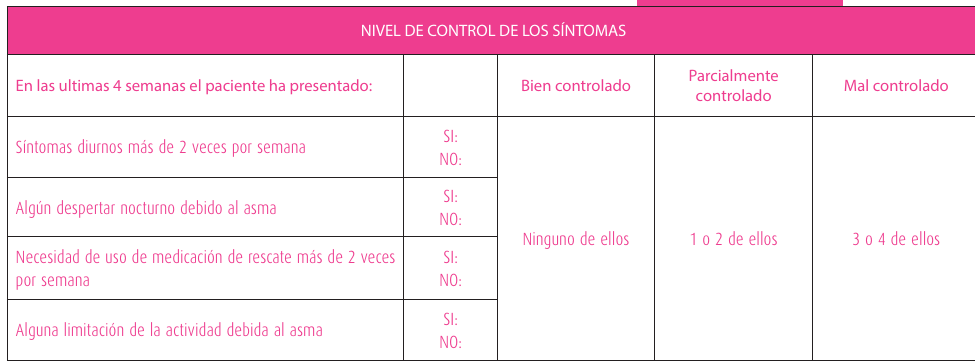 NIVEL DE CONTROL DE LOS SÍNTOMAS
En las ultimas 4 semanas el paciente ha presentado:
Bien controlado
Parcialmente
controlado
Mal controlado
Síntomas diurnos más de 2 veces por semana
SI:
NO:
Algún despertar nocturno debido al asma
SI:
NO:
Necesidad de uso de medicación de rescate más de 2 veces
por semana
SI:
NO:
Alguna limitación de la actividad debida al asma
SI:
NO:
Ninguno de ellos
1 o 2 de ellos
3 o 4 de ellos